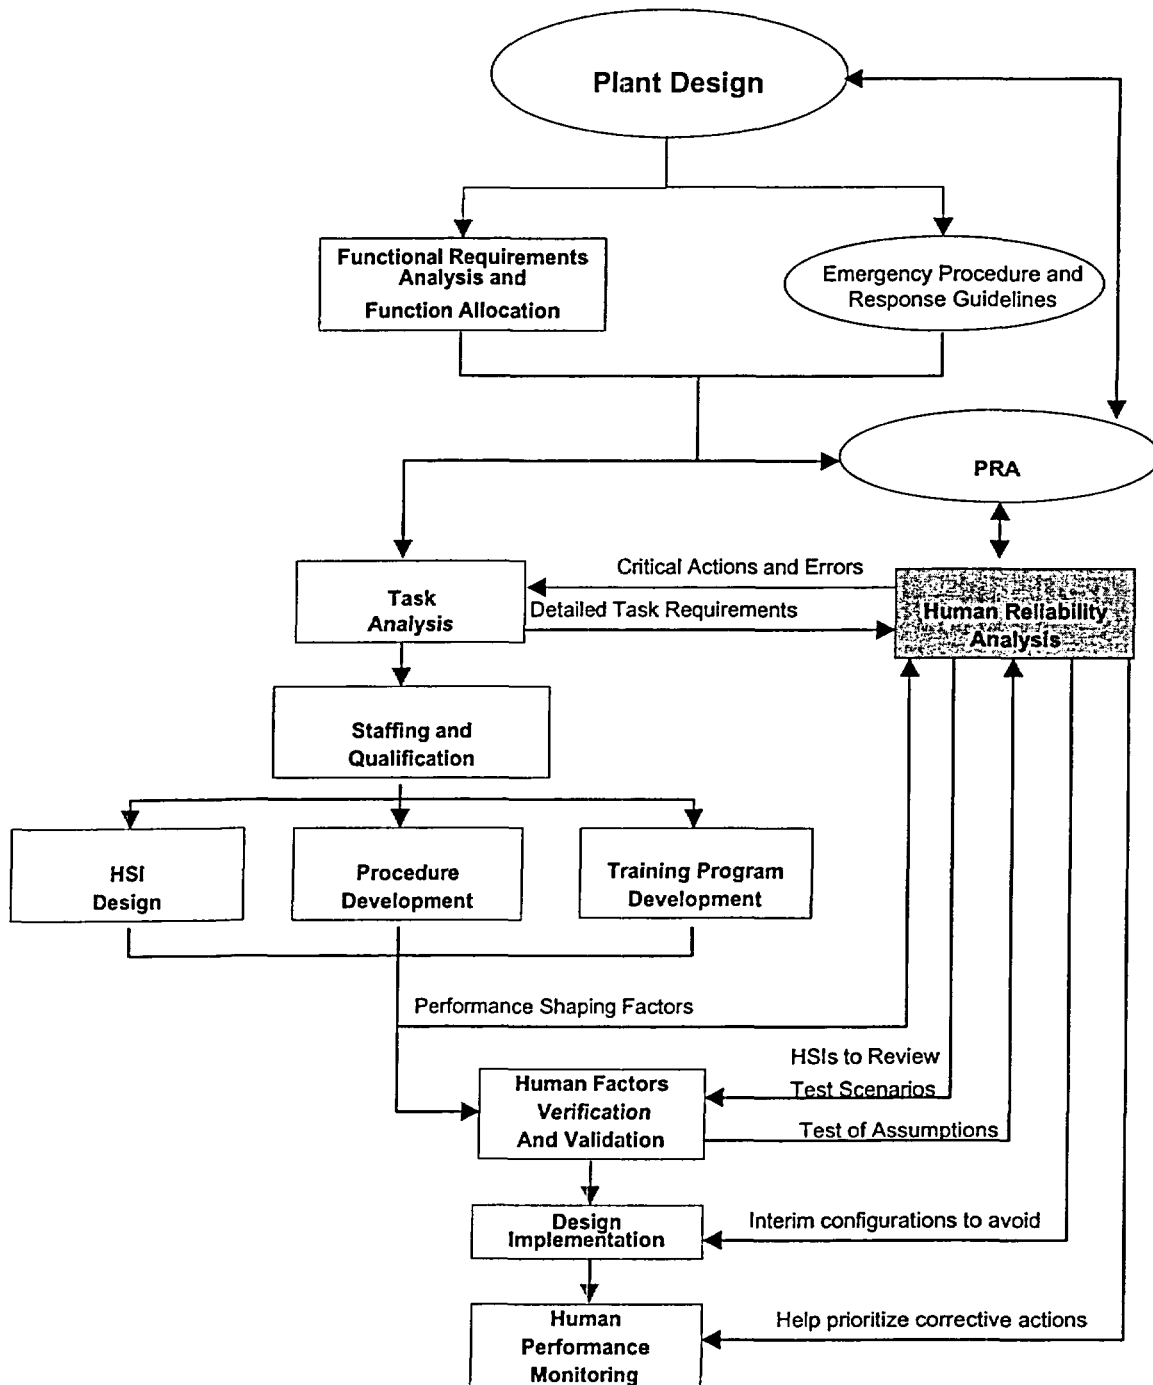 Plant Design
Functional Requirements
Analysis and
Function Allocation
Emergency Procedure and
Response Guidelines
PRA
Critical Actions and Errors
Task
Analysis
Detailed Task Requirements
Human Reliability
Analysis
Staffing and
Qualification
HSI
Design
Procedure
Development
Training Program
Development
Performance Shaping Factors
HSIs to Review
Human Factors
Verification
And Validation
Test Scenarios
Test of Assumptions
Design
Implementation
Interim configurations to avoid
Human
Performance
Monitoring
Help prioritize corrective actions